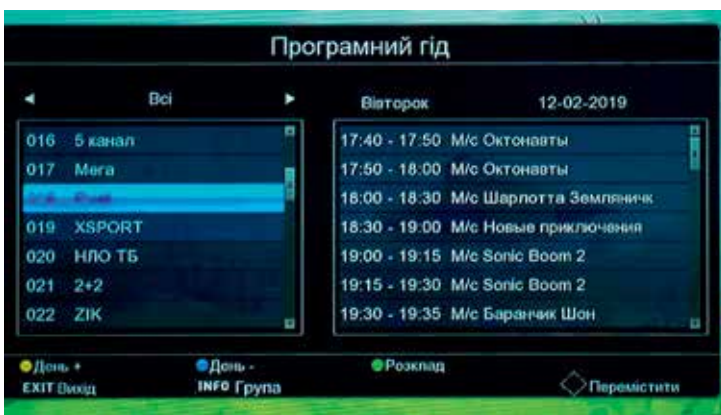 Програмний гід
Всі
Вівторок 12-02-2019
016 5 канал
017 Мега
019 XSPORT
020 НЛО ТБ
021 2+2
022 ZIK
17:40 - 17:50 М/с Октонавты
17:50 - 18:00 М/с Октонавты
18:00 - 18:30 М/с Шарлотта Земляничк
18:30 - 19:00 М/с Новые приключения
19:00 - 19:15 М/с Sonic Boom 2
19:15 - 19:30 М/с Sonic Boom 2
19:30 - 19:35 М/с Баранчик Шон
День + День - Розклад
EXIT Вихід INFO Група Перемістити